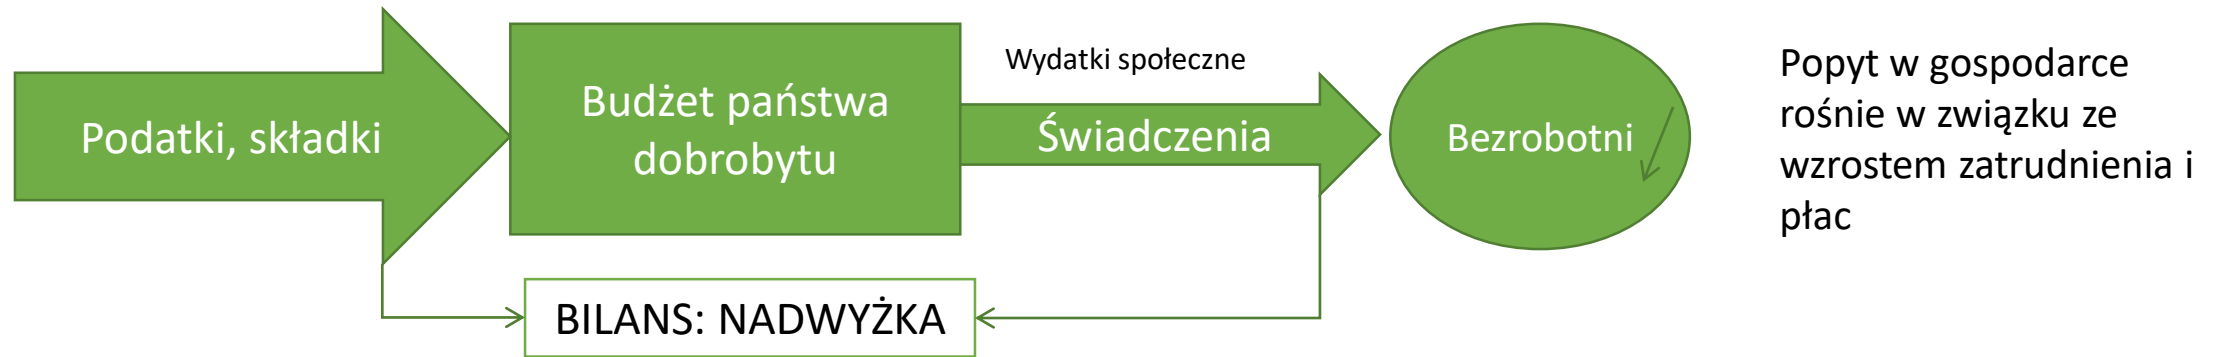 Podatki, składki
Budżet państwa
dobrobytu
Wydatki społeczne
Świadczenia
Bezrobotni
Popyt w gospodarce
rośnie w związku ze
wzrostem zatrudnienia i
płac
BILANS: NADWYŻKA